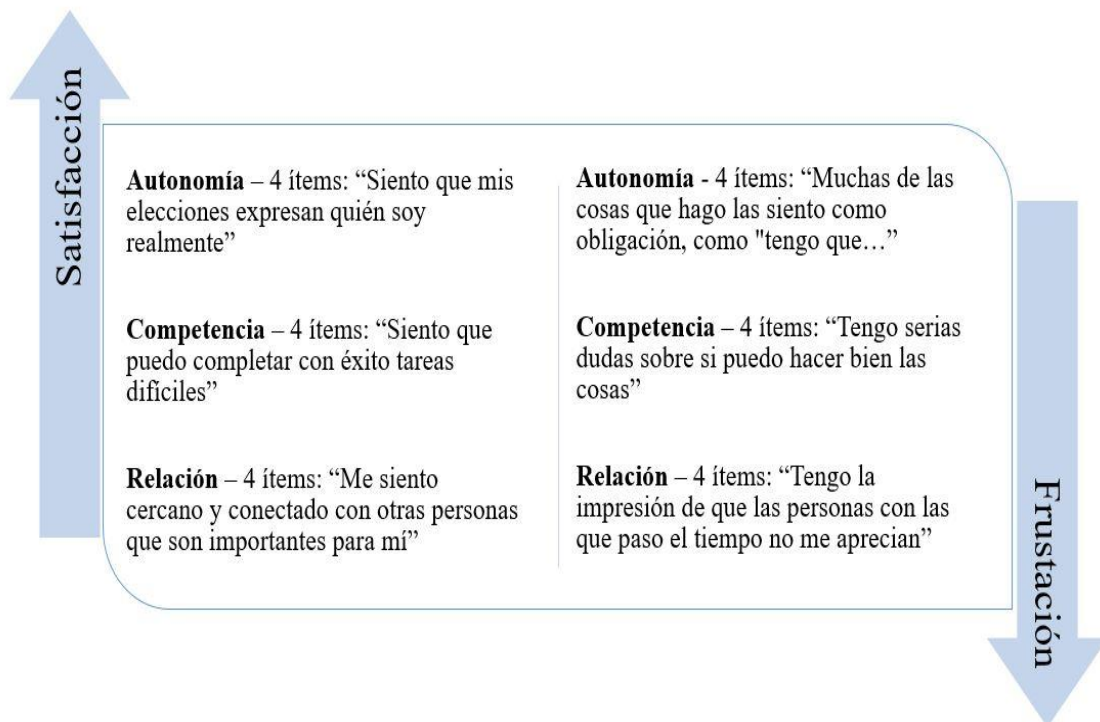 Satisfacción
Autonomía – 4 ítems: “Siento que mis
elecciones expresan quién soy
realmente”
Competencia – 4 ítems: “Siento que
puedo completar con éxito tareas
difíciles”
Relación – 4 ítems: “Me siento
cercano y conectado con otras personas
que son importantes para mí”
Autonomía - 4 ítems: “Muchas de las
cosas que hago las siento como
obligación, como "tengo que…”
Competencia – 4 ítems: “Tengo serias
dudas sobre si puedo hacer bien las
cosas”
Relación – 4 ítems: “Tengo la
impresión de que las personas con las
que paso el tiempo no me aprecian”
Frustación